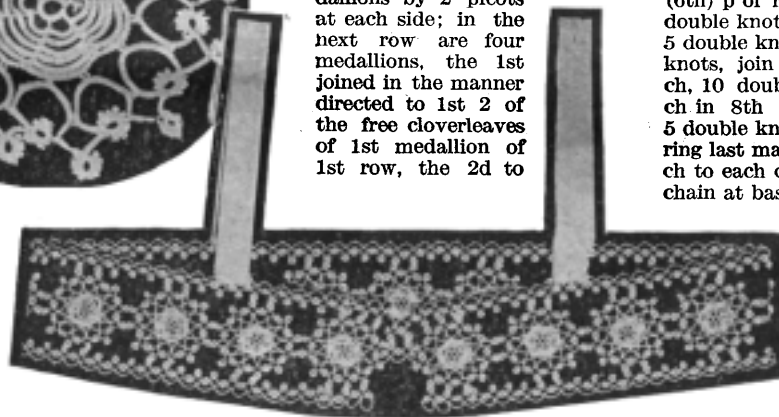 dallions by 2 picots
at each side; in the
next row are four
medallions, the 1st
joined in the manner
directed to 1st 2 of
the free cloverleaves
of 1st medallion of
1st row, the 2d to
(6th) p of
double knot
5 double kn
knots, join
ch, 10 doub
ch in 8th
5 double kn
ring last ma
ch to each
chain at bas